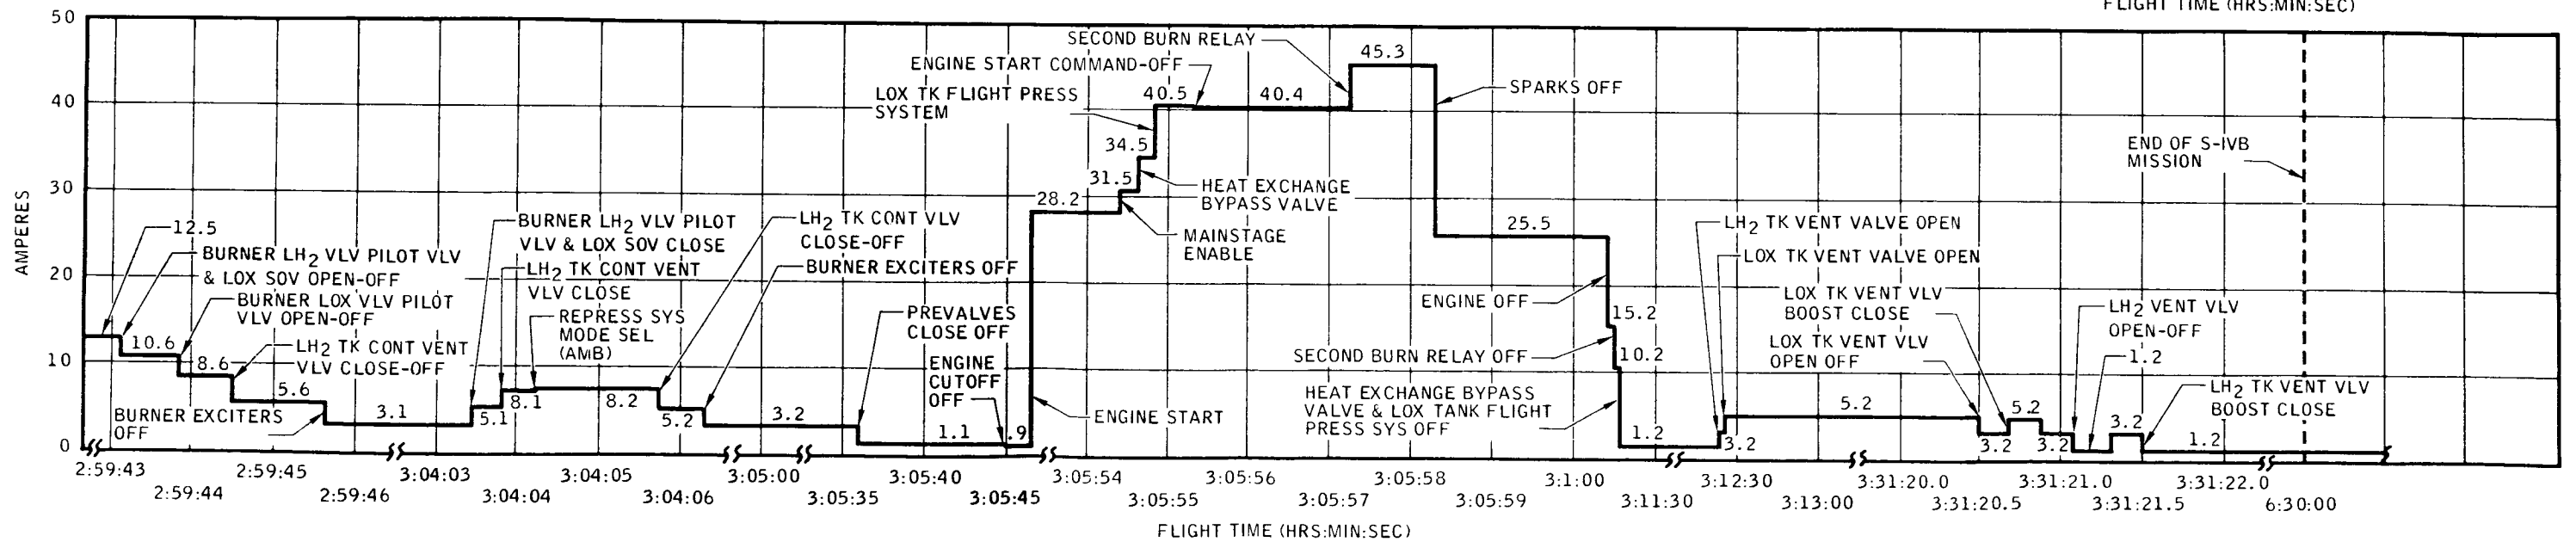 FLIGHT TIME (HRS:MIN:SEC)
50
40
30
20
10
0
AMPERES
12.5
BURNER LH2 VLV PILOT VLV
& LOX SOV OPEN-OFF
10.6
BURNER LOX VLV PILOT
VLV OPEN-OFF
8.6
LH2 TK CONT VENT
VLV CLOSE-OFF
5.6
BURNER EXCITERS
OFF
3.1
BURNER LH2 VLV PILOT
VLV & LOX SOV CLOSE
5.1
LH2 TK CONT VENT
VLV CLOSE
8.1
REPRESS SYS
MODE SEL
(AMB)
8.2
LH2 TK CONT VLV
CLOSE-OFF
5.2
BURNER EXCITERS OFF
3.2
PREVALVES
CLOSE OFF
1.1
ENGINE
CUTOFF
OFF
.9
ENGINE START
28.2
MAINSTAGE
ENABLE
31.5
HEAT EXCHANGE
BYPASS VALVE
34.5
LOX TK FLIGHT PRESS
SYSTEM
40.5
ENGINE START COMMAND-OFF
40.4
SECOND BURN RELAY
45.3
SPARKS OFF
25.5
ENGINE OFF
15.2
SECOND BURN RELAY OFF
10.2
HEAT EXCHANGE BYPASS
VALVE & LOX TANK FLIGHT
PRESS SYS OFF
1.2
LH2 TK VENT VALVE OPEN
3.2
LOX TK VENT VALVE OPEN
5.2
LOX TK VENT VLV
OPEN OFF
3.2
LOX TK VENT VLV
BOOST CLOSE
5.2
3.2
LH2 VENT VLV
OPEN-OFF
1.2
3.2
LH2 TK VENT VLV
BOOST CLOSE
1.2
END OF S-IVB
MISSION
2:59:43
2:59:44
2:59:45
2:59:46
3:04:03
3:04:04
3:04:05
3:04:06
3:05:00
3:05:35
3:05:40
3:05:45
3:05:54
3:05:55
3:05:56
3:05:57
3:05:58
3:05:59
3:1:00
3:11:30
3:12:30
3:13:00
3:31:20.0
3:31:20.5
3:31:21.0
3:31:21.5
3:31:22.0
6:30:00
FLIGHT TIME (HRS:MIN:SEC)